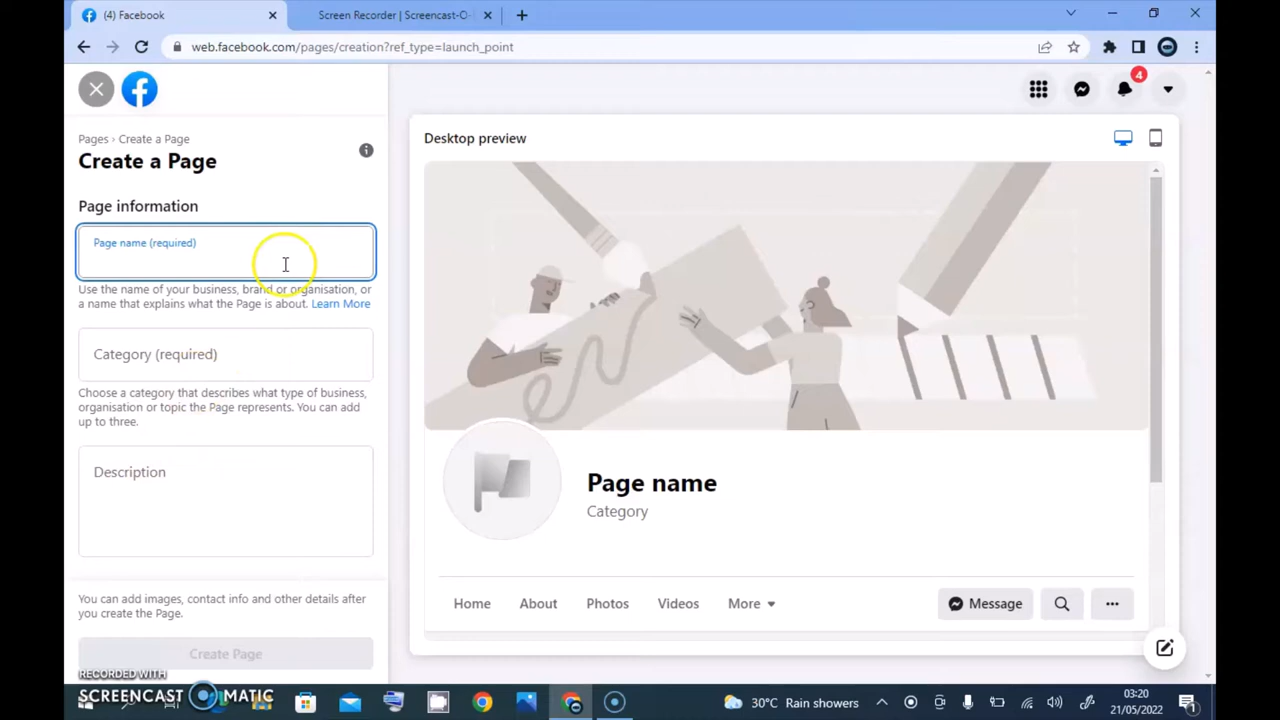 (4) Facebook
Screen Recorder | Screencast-O-
web.facebook.com/pages/creation?ref_type=launch_point
4
Pages › Create a Page
Create a Page
Page information
Page name (required)
Use the name of your business, brand or organisation, or
a name that explains what the Page is about. Learn More
Category (required)
Choose a category that describes what type of business,
organisation or topic the Page represents. You can add
up to three.
Description
You can add images, contact info and other details after
you create the Page.
Create Page
Desktop preview
Page name
Category
Home About Photos Videos More
Message
RECORDED WITH
SCREENCAST MATIC
30°C Rain showers
03:20
21/05/2022
1